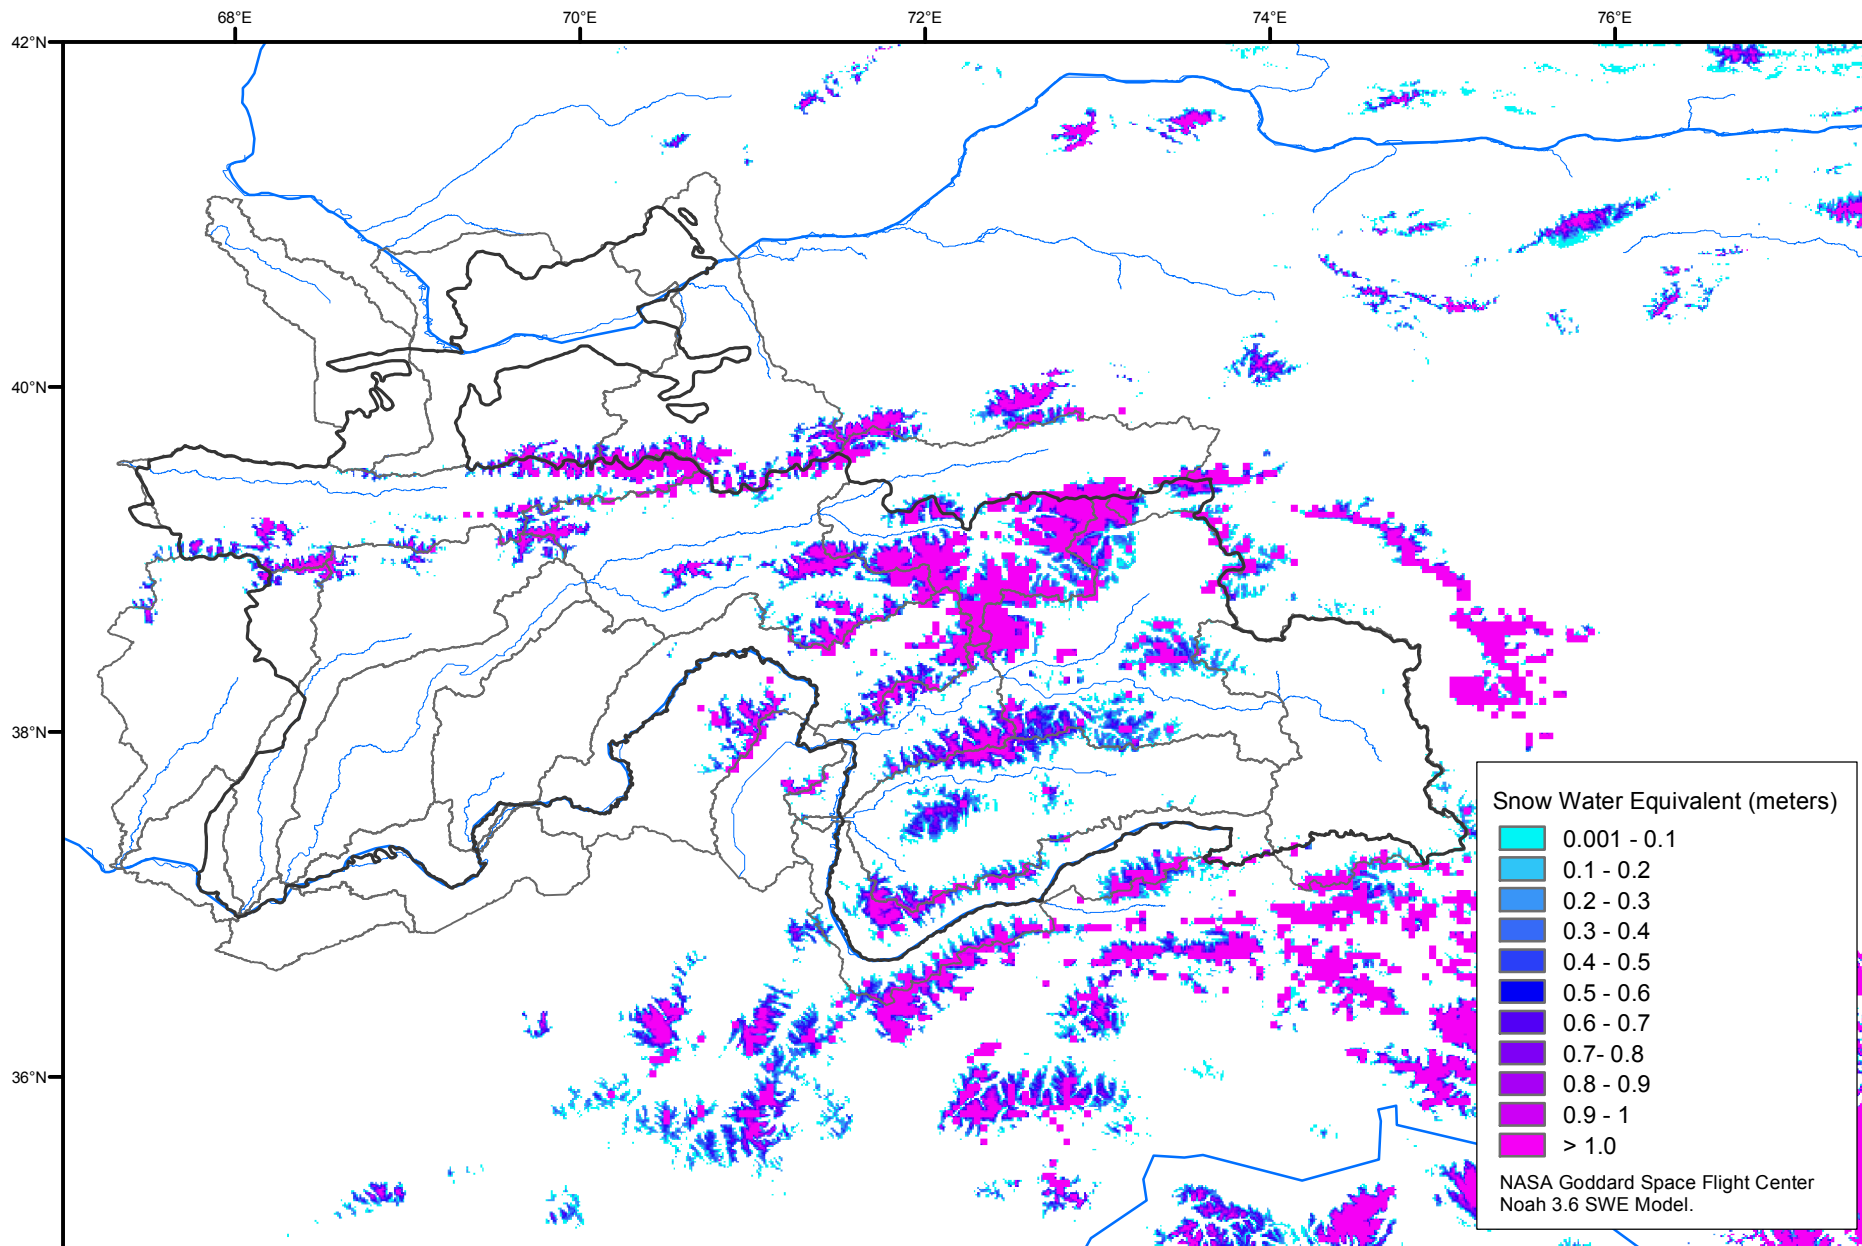 68°E 70°E 72°E 74°E 76°E
42°N
40°N
38°N
36°N
Snow Water Equivalent (meters)
0.001 - 0.1
0.1 - 0.2
0.2 - 0.3
0.3 - 0.4
0.4 - 0.5
0.5 - 0.6
0.6 - 0.7
0.7- 0.8
0.8 - 0.9
0.9 - 1
> 1.0
NASA Goddard Space Flight Center
Noah 3.6 SWE Model.